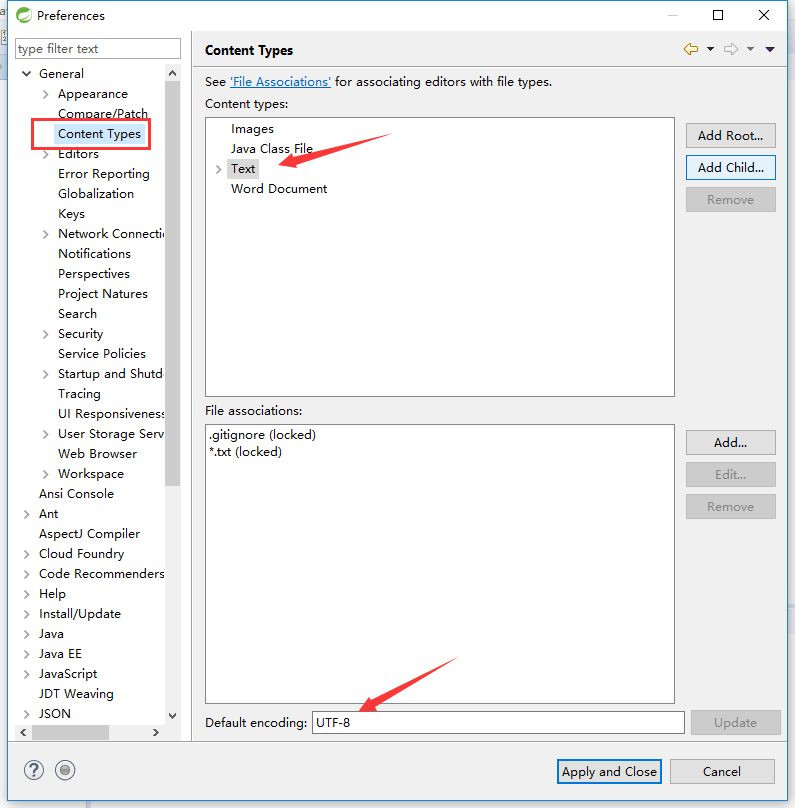 Preferences
type filter text
General
Appearance
Compare/Patch
Content Types
Editors
Error Reporting
Globalization
Keys
Network Connecti
Notifications
Perspectives
Project Natures
Search
Security
Service Policies
Startup and Shutd
Tracing
UI Responsiveness
User Storage Serv
Web Browser
Workspace
Ansi Console
Ant
AspectJ Compiler
Cloud Foundry
Code Recommenders
Help
Install/Update
Java
Java EE
JavaScript
JDT Weaving
JSON
Content Types
See 'File Associations' for associating editors with file types.
Content types:
Images
Java Class File
Text
Word Document
Add Root...
Add Child...
Remove
File associations:
.gitignore (locked)
*.txt (locked)
Add...
Edit...
Remove
Default encoding: UTF-8
Update
?
Apply and Close
Cancel